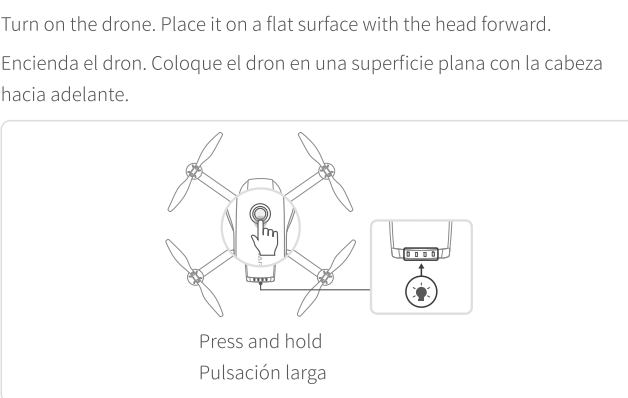 Turn on the drone. Place it on a flat surface with the head forward.
Encienda el dron. Coloque el dron en una superficie plana con la cabeza
hacia adelante.
Press and hold
Pulsación larga